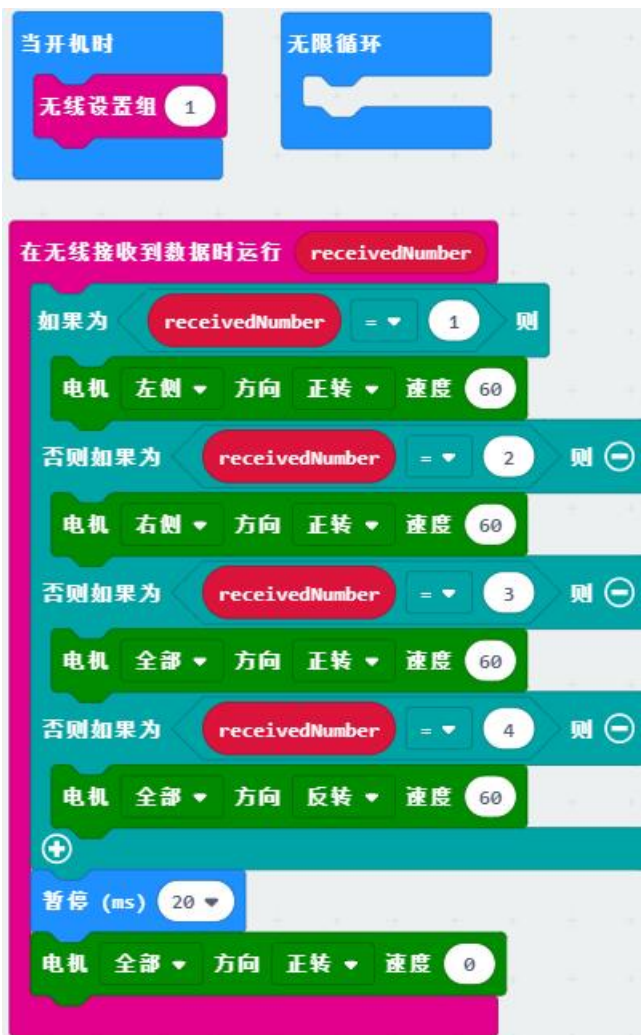 当开机时
无限循环
无线设置组 1
在无线接收到数据时运行 receivedNumber
如果为 receivedNumber = 1 则
电机 左侧 方向 正转 速度 60
否则如果为 receivedNumber = 2 则
电机 右侧 方向 正转 速度 60
否则如果为 receivedNumber = 3 则
电机 全部 方向 正转 速度 60
否则如果为 receivedNumber = 4 则
电机 全部 方向 反转 速度 60
暂停 (ms) 20
电机 全部 方向 正转 速度 0